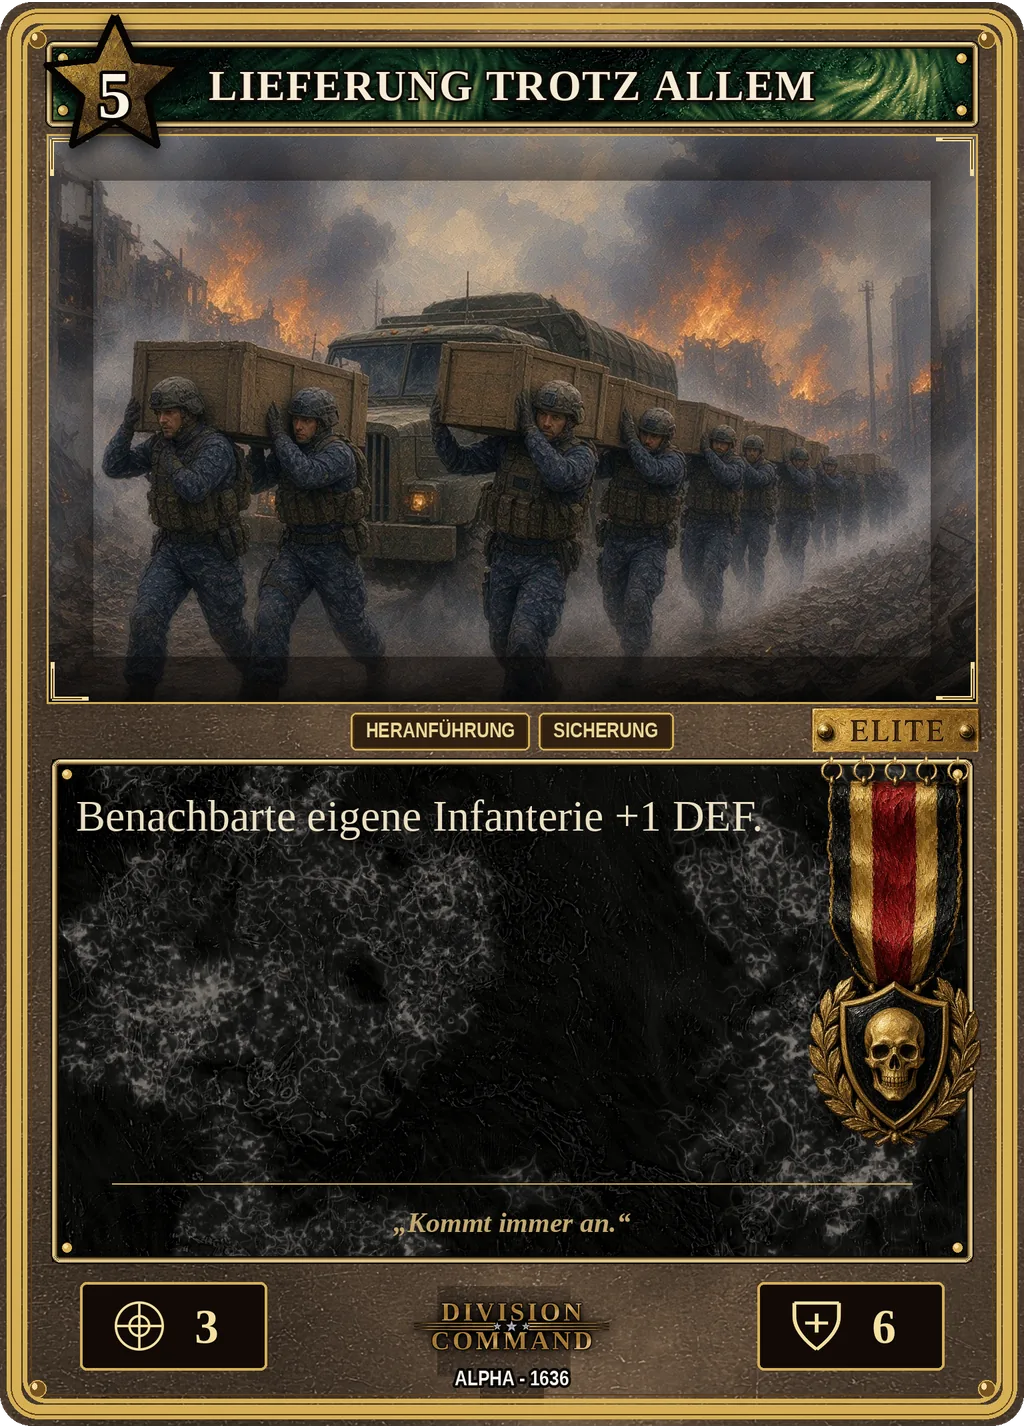 5
LIEFERUNG TROTZ ALLEM
HERANFÜHRUNG
SICHERUNG
ELITE
Benachbarte eigene Infanterie +1 DEF.
„Kommt immer an.“
3
DIVISION
COMMAND
ALPHA - 1636
6